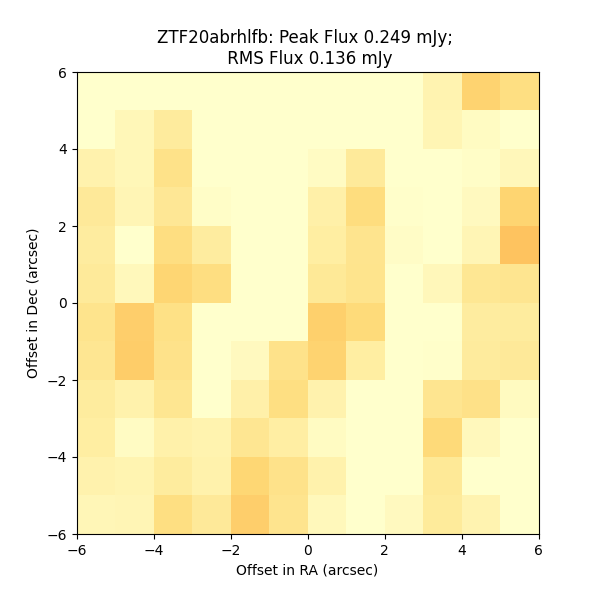 ZTF20abrhlfb: Peak Flux 0.249 mJy;
RMS Flux 0.136 mJy
6
4
2
0
−2
−4
−6
Offset in Dec (arcsec)
−6 −4 −2 0 2 4 6
Offset in RA (arcsec)